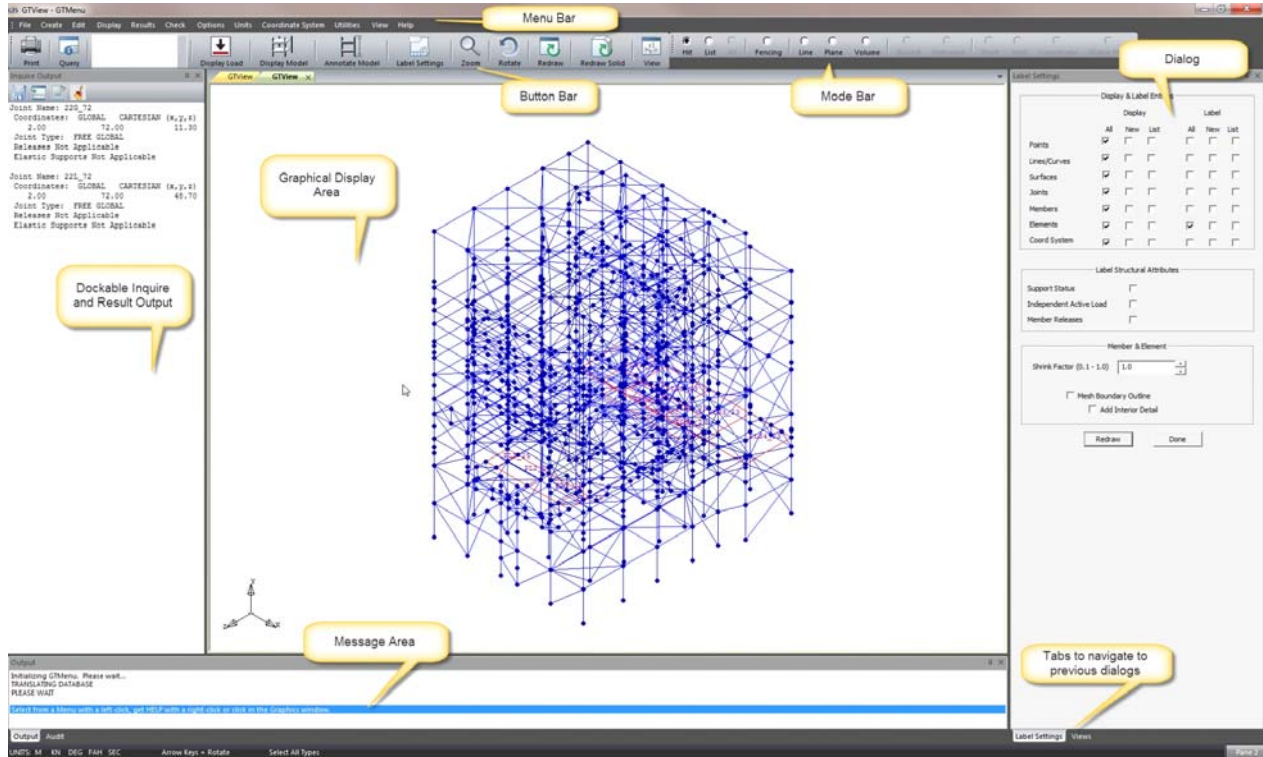 GTView - GTMenu
File Create Edit Display Results Check Options Units Coordinate System Utilities View Help
Menu Bar
Print Query Display Load Display Model Annotate Model Label Settings Zoom Rotate Redraw Redraw Solid View
Hit List All Fencing Line Plane Volume
Button Bar
Mode Bar
Dialog
Inquire Output
GTView GTView x
Joint Name: 22G_72
Coordinates: GLOBAL CARTESIAN (x,y,z)
2.00 72.00 11.30
Joint Type: FREE GLOBAL
Releases Not Applicable
Elastic Supports Not Applicable
Joint Name: 22L_72
Coordinates: GLOBAL CARTESIAN (x,y,z)
2.00 72.00 48.70
Joint Type: FREE GLOBAL
Releases Not Applicable
Elastic Supports Not Applicable
Dockable Inquire
and Result Output
Graphical Display
Area
Label Settings
Display & Label Entities
Display Label
All New List All New List
Points
Lines/Curves
Surfaces
Joints
Members
Elements
Coord System
Label Structural Attributes
Support Status
Independent Active Load
Member Releases
Member & Element
Shrink Factor (0.1 - 1.0) 1.0
Mesh Boundary Outline
Add Interior Detail
Redraw Done
Message Area
Tabs to navigate to
previous dialogs
Output
Initializing GTMenu. Please wait...
TRANSLATING DATABASE
PLEASE WAIT
Select from a Menu with a left-click, get HELP with a right-click or click in the Graphics window.
Output Audit
Label Settings Views
UNITS: M KN DEG FAH SEC Arrow Keys = Rotate Select All Types
Pane 2